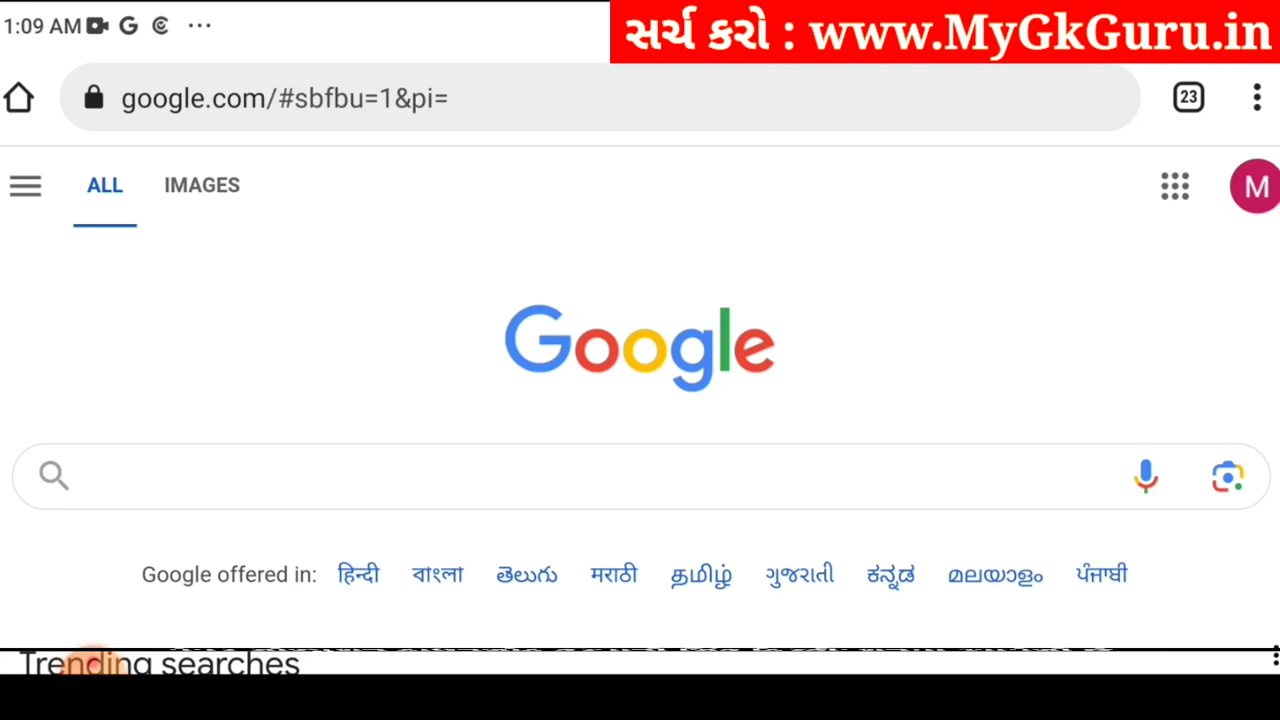 1:09 AM
સર્ચ કરો : www.MyGkGuru.in
google.com/#sbfbu=1&pi=
23
ALL IMAGES
M
Google
Google offered in: हिन्दी বাংলা తెలుగు मराठी தமிழ் ગુજરાતી ಕನ್ನಡ മലയാളം ਪੰਜਾਬੀ
Trending searches